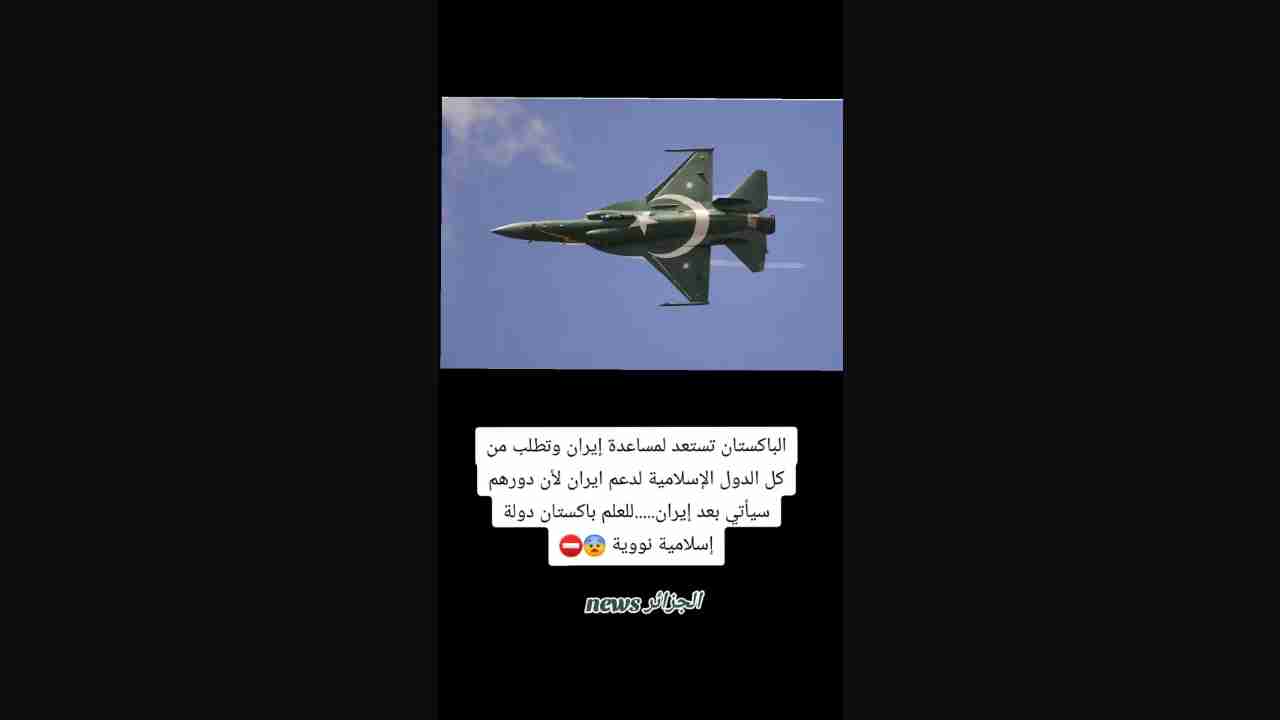 الباكستان تستعد لمساعدة إيران وتطلب من
كل الدول الإسلامية لدعم ايران لأن دورهم
سيأتي بعد إيران.....للعلم باكستان دولة
إسلامية نووية 😨⛔
الجزائر news